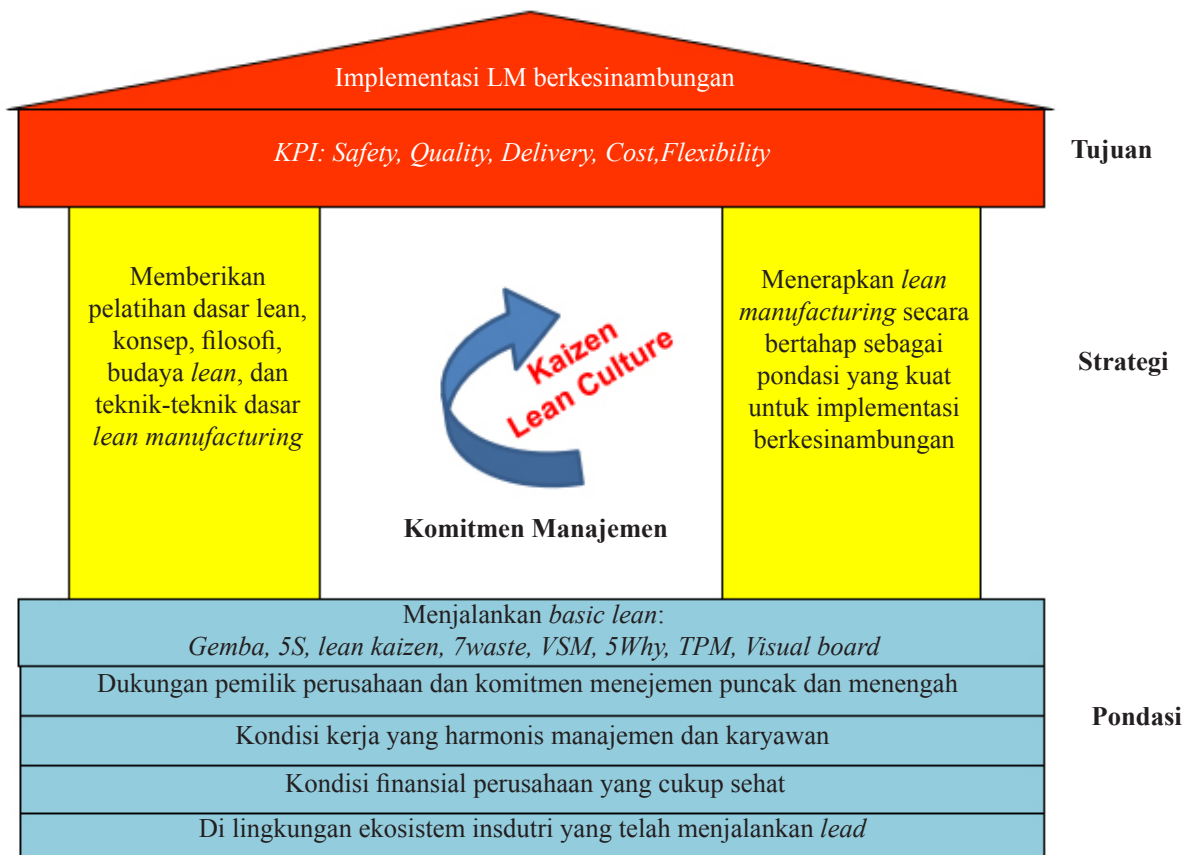 Implementasi LM berkesinambungan
KPI: Safety, Quality, Delivery, Cost,Flexibility
Tujuan
Memberikan
pelatihan dasar lean,
konsep, filosofi,
budaya lean, dan
teknik-teknik dasar
lean manufacturing
Kaizen
Lean Culture
Komitmen Manajemen
Menerapkan lean
manufacturing secara
bertahap sebagai
pondasi yang kuat
untuk implementasi
berkesinambungan
Strategi
Menjalankan basic lean:
Gemba, 5S, lean kaizen, 7waste, VSM, 5Why, TPM, Visual board
Dukungan pemilik perusahaan dan komitmen menejemen puncak dan menengah
Kondisi kerja yang harmonis manajemen dan karyawan
Kondisi finansial perusahaan yang cukup sehat
Di lingkungan ekosistem insdutri yang telah menjalankan lead
Pondasi